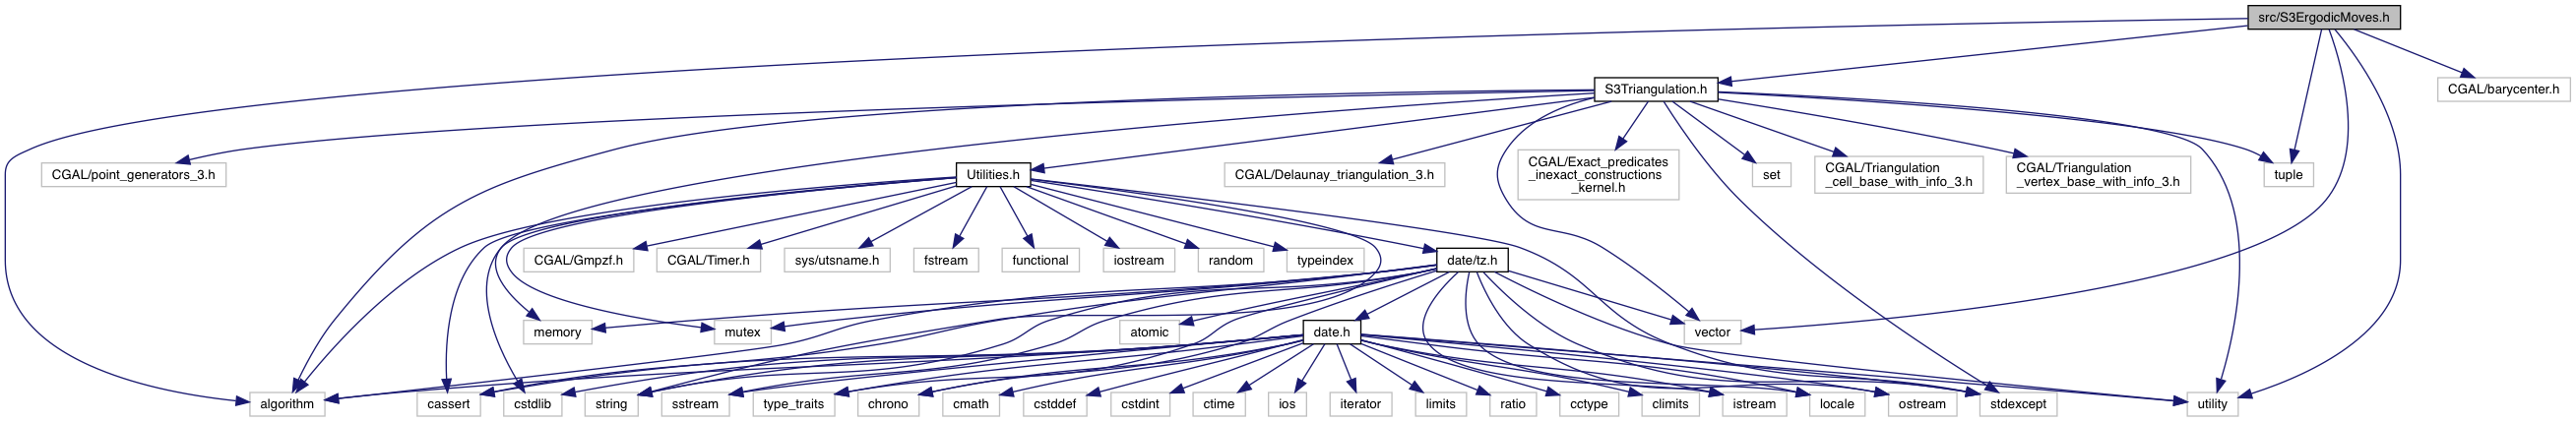 src/S3ErgodicMoves.h
S3Triangulation.h
CGAL/barycenter.h
CGAL/point_generators_3.h
Utilities.h
CGAL/Delaunay_triangulation_3.h
CGAL/Exact_predicates
_inexact_constructions
_kernel.h
set
CGAL/Triangulation
_cell_base_with_info_3.h
CGAL/Triangulation
_vertex_base_with_info_3.h
tuple
CGAL/Gmpzf.h
CGAL/Timer.h
sys/utsname.h
fstream
functional
iostream
random
typeindex
date/tz.h
memory
mutex
atomic
date.h
vector
algorithm
cassert
cstdlib
string
sstream
type_traits
chrono
cmath
cstddef
cstdint
ctime
ios
iterator
limits
ratio
cctype
climits
istream
locale
ostream
stdexcept
utility